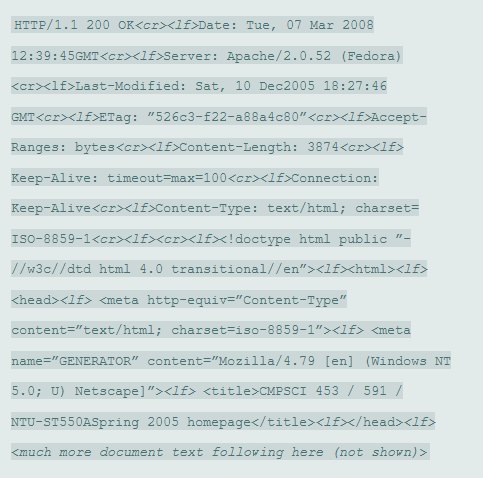 HTTP/1.1 200 OK<cr><lf>Date: Tue, 07 Mar 2008
12:39:45GMT<cr><lf>Server: Apache/2.0.52 (Fedora)
<cr><lf>Last-Modified: Sat, 10 Dec2005 18:27:46
GMT<cr><lf>ETag: ”526c3-f22-a88a4c80”<cr><lf>Accept-
Ranges: bytes<cr><lf>Content-Length: 3874<cr><lf>
Keep-Alive: timeout=max=100<cr><lf>Connection:
Keep-Alive<cr><lf>Content-Type: text/html; charset=
ISO-8859-1<cr><lf><cr><lf><!doctype html public ”-
//w3c//dtd html 4.0 transitional//en”><lf><html><lf>
<head><lf> <meta http-equiv=”Content-Type”
content=”text/html; charset=iso-8859-1”><lf> <meta
name=”GENERATOR” content=”Mozilla/4.79 [en] (Windows NT
5.0; U) Netscape]”><lf> <title>CMPSCI 453 / 591 /
NTU-ST550ASpring 2005 homepage</title><lf></head><lf>
<much more document text following here (not shown)>